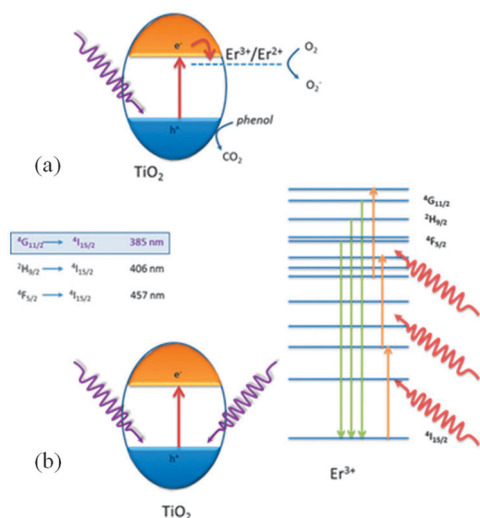 e⁻
Er³⁺/Er²⁺
O₂
O₂⁻
h⁺
phenol
CO₂
(a)
TiO₂
⁴G₁₁/₂ → ⁴I₁₅/₂ 385 nm
²H₉/₂ → ⁴I₁₅/₂ 406 nm
⁴F₅/₂ → ⁴I₁₅/₂ 457 nm
⁴G₁₁/₂
²H₉/₂
⁴F₅/₂
e⁻
h⁺
(b)
TiO₂
⁴I₁₅/₂
Er³⁺